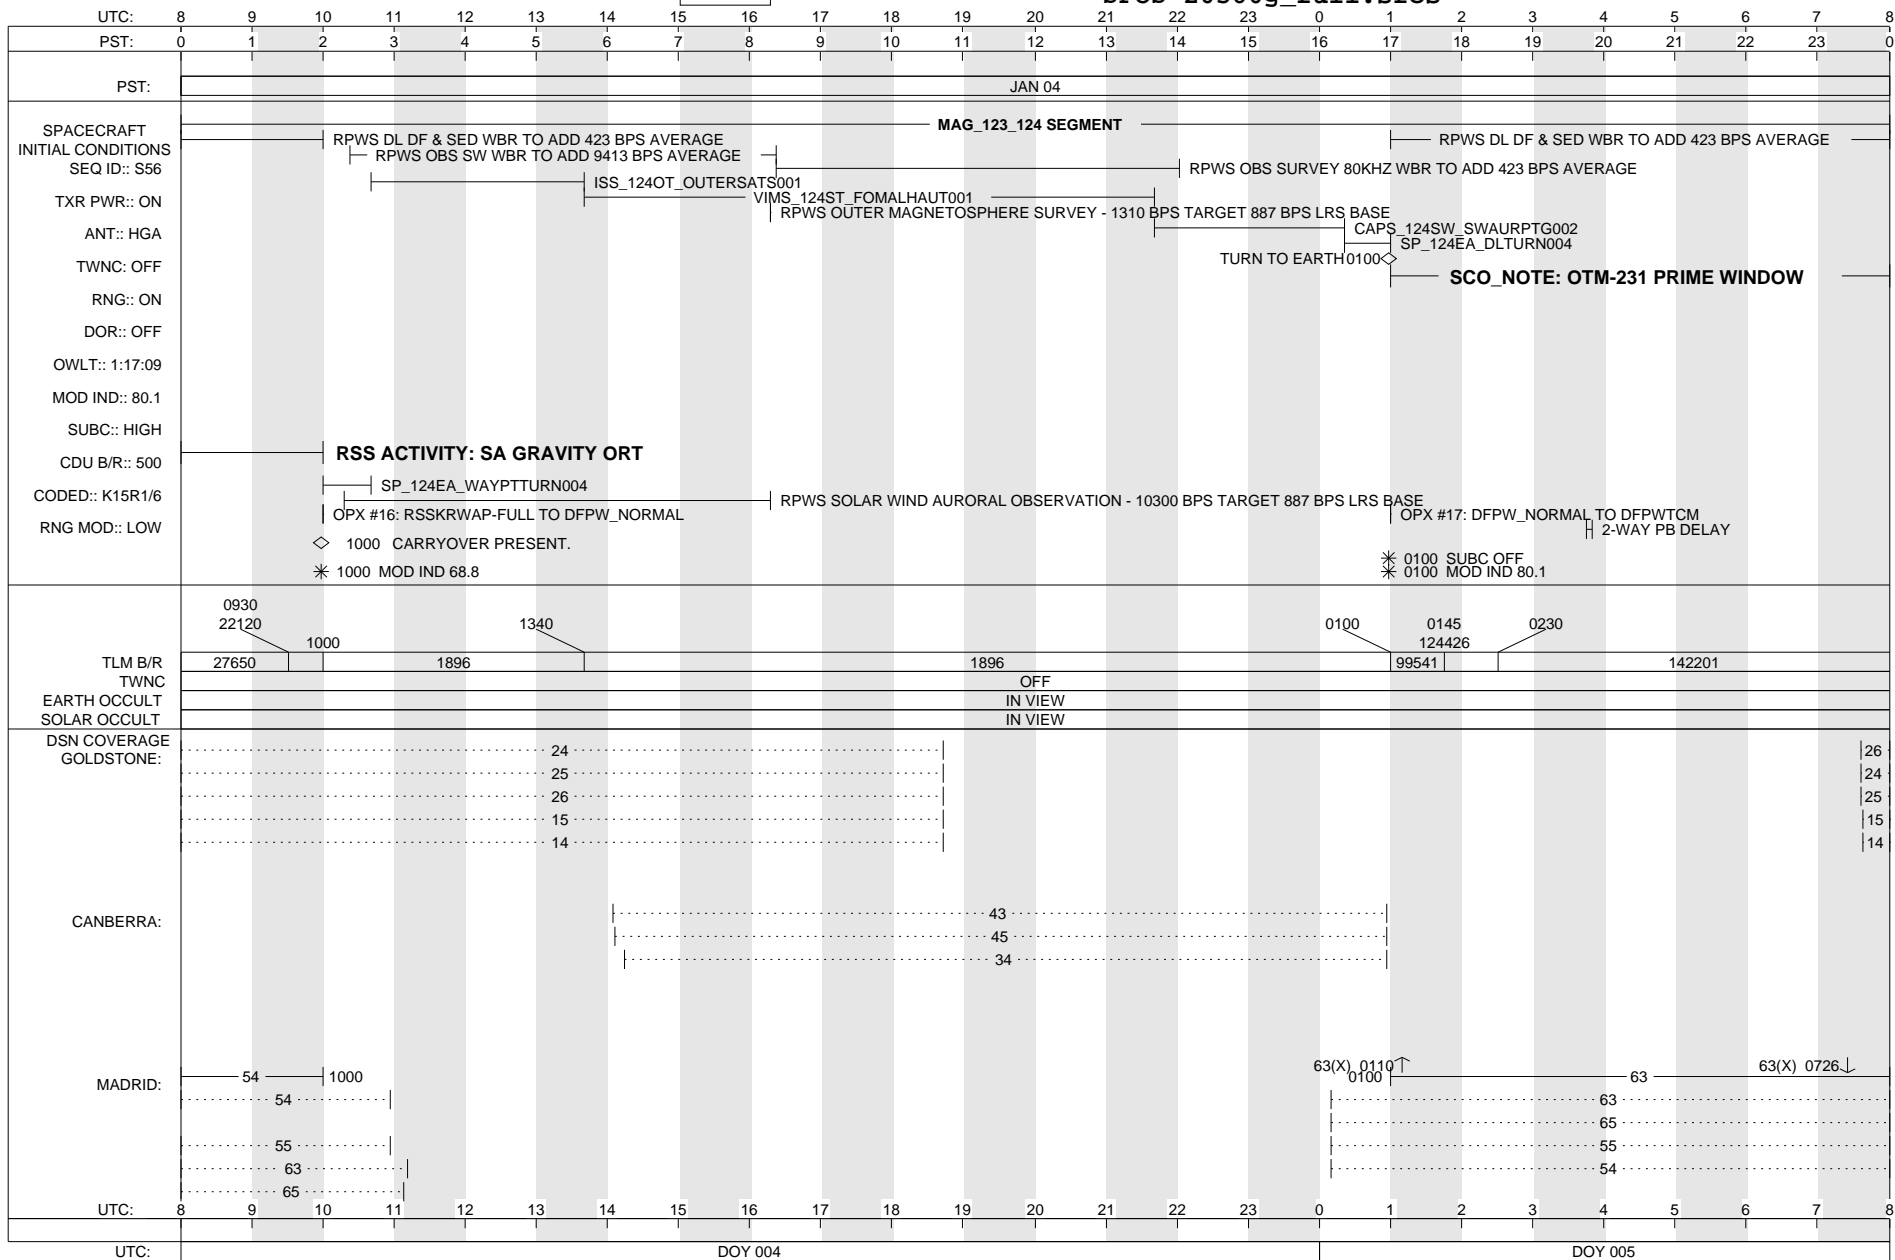 UTC: 8 9 10 11 12 13 14 15 16 17 18 19 20 21 22 23 0 1 2 3 4 5 6 7 8
PST: 0 1 2 3 4 5 6 7 8 9 10 11 12 13 14 15 16 17 18 19 20 21 22 23 0
PST: JAN 04
SPACECRAFT
INITIAL CONDITIONS
SEQ ID:: S56
TXR PWR:: ON
ANT:: HGA
TWNC: OFF
RNG:: ON
DOR:: OFF
OWLT:: 1:17:09
MOD IND:: 80.1
SUBC:: HIGH
CDU B/R:: 500
CODED:: K15R1/6
RNG MOD:: LOW
MAG_123_124 SEGMENT
RPWS DL DF & SED WBR TO ADD 423 BPS AVERAGE
RPWS DL DF & SED WBR TO ADD 423 BPS AVERAGE
RPWS OBS SW WBR TO ADD 9413 BPS AVERAGE
RPWS OBS SURVEY 80KHZ WBR TO ADD 423 BPS AVERAGE
ISS_124OT_OUTERSATS001
VIMS_124ST_FOMALHAUT001
RPWS OUTER MAGNETOSPHERE SURVEY - 1310 BPS TARGET 887 BPS LRS BASE
CAPS_124SW_SWAURPTG002
SP_124EA_DLTURN004
TURN TO EARTH 0100
SCO_NOTE: OTM-231 PRIME WINDOW
RSS ACTIVITY: SA GRAVITY ORT
SP_124EA_WAYPTTURN004
RPWS SOLAR WIND AURORAL OBSERVATION - 10300 BPS TARGET 887 BPS LRS BASE
OPX #16: RSSKRWAP-FULL TO DFPW_NORMAL
OPX #17: DFPW_NORMAL TO DFPWTCM
2-WAY PB DELAY
1000 CARRYOVER PRESENT.
0100 SUBC OFF
1000 MOD IND 68.8
0100 MOD IND 80.1
0930
22120 1340 0100 0145 0230
1000 124426
TLM B/R 27650 1896 1896 99541 142201
TWNC OFF
EARTH OCCULT IN VIEW
SOLAR OCCULT IN VIEW
DSN COVERAGE
GOLDSTONE:
24 26
25 24
26 25
15 15
14 14
CANBERRA:
43
45
34
MADRID:
63(X) 0110 63(X) 0726
54 1000 0100 63
54 63
65
55 55
63 54
65
UTC: 8 9 10 11 12 13 14 15 16 17 18 19 20 21 22 23 0 1 2 3 4 5 6 7 8
UTC: DOY 004 DOY 005